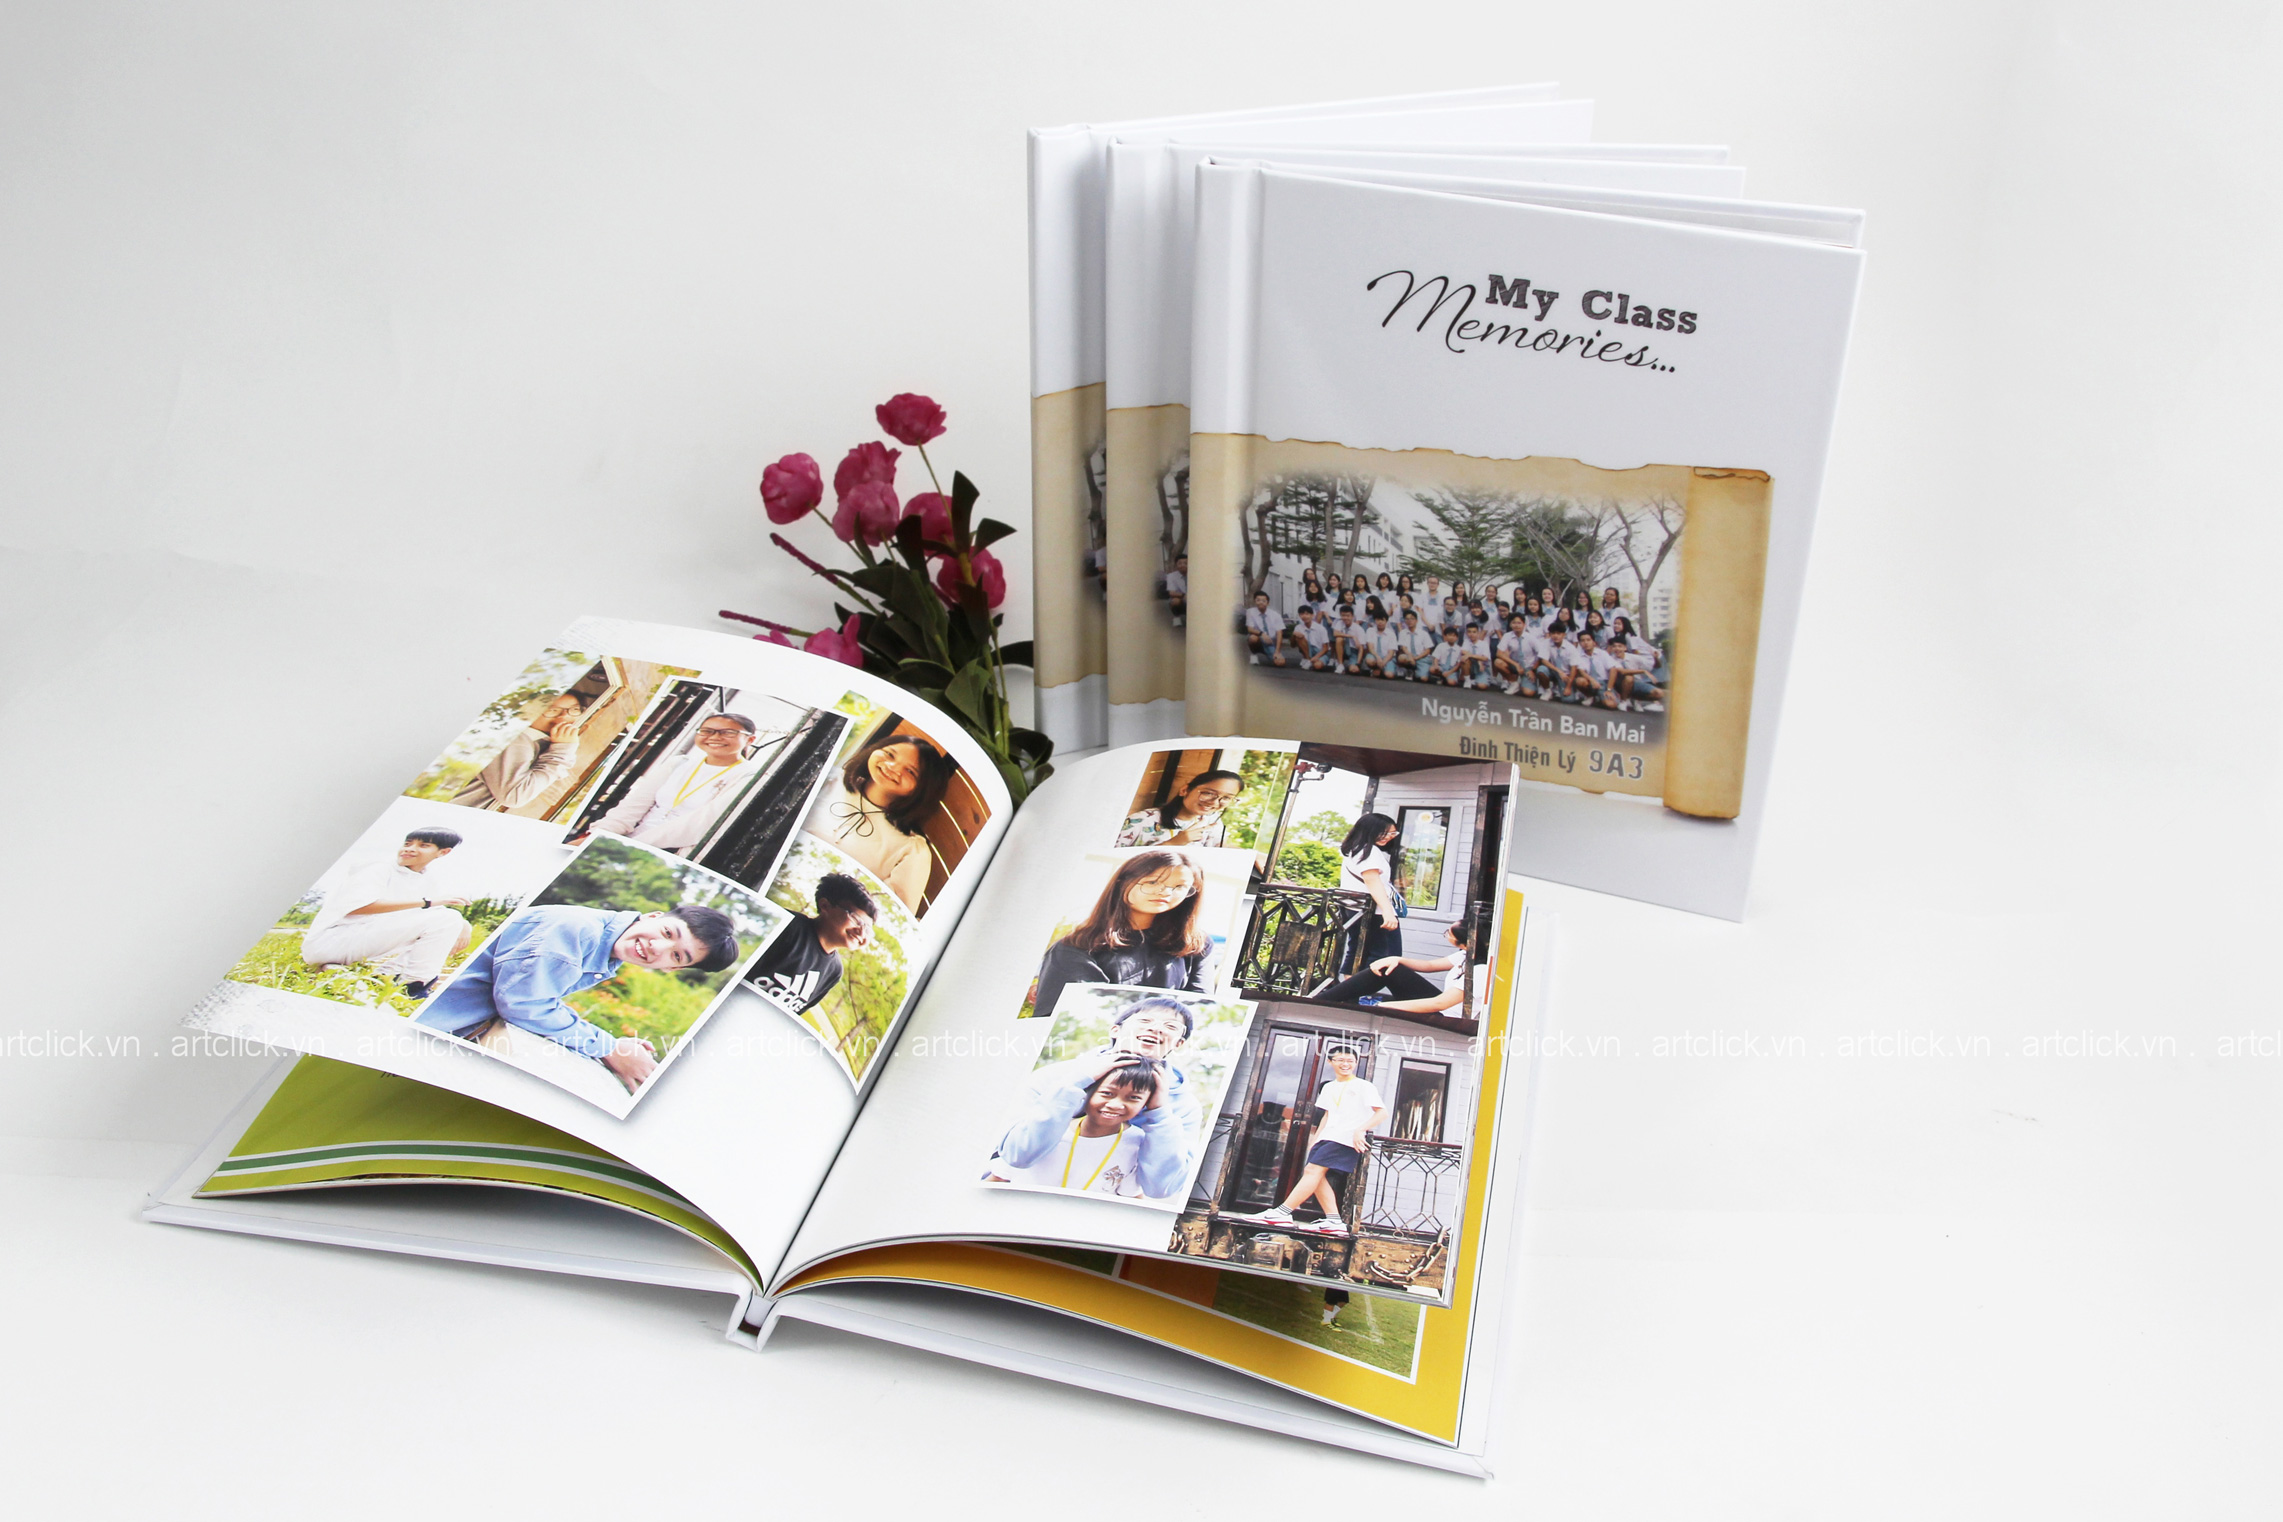 My Class
Memories...
Nguyễn Trần Ban Mai
Đinh Thiện Lý 9A3
adidas
artclick.vn . artclick.vn . artclick.vn . artclick.vn . artclick.vn . artclick.vn . artclick.vn . artclick.vn . artclick.vn . artclick.vn . artclick.vn . artclick.vn . artcl